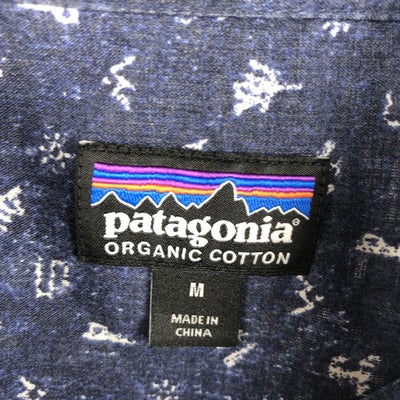 patagonia®
ORGANIC COTTON
M
MADE IN
CHINA